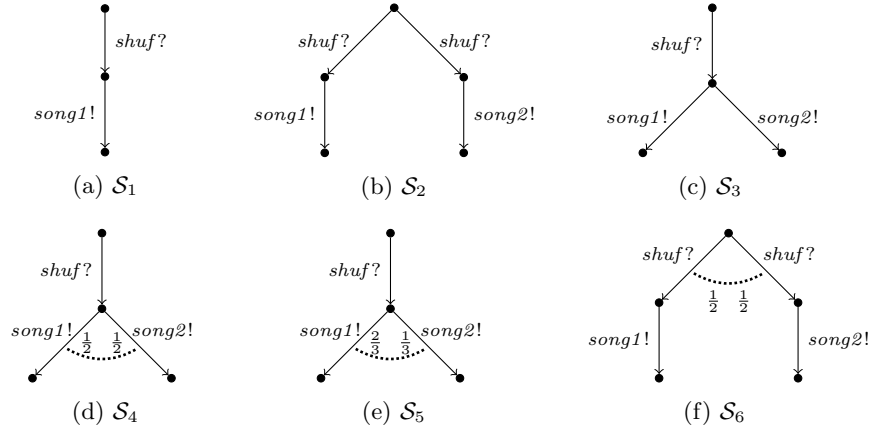 shuf? shuf? shuf? shuf?
song1! song1! song2! song1! song2!
(a) 𝒮₁ (b) 𝒮₂ (c) 𝒮₃
shuf? shuf? shuf? shuf?
song1! 1/2 1/2 song2! song1! 2/3 1/3 song2! 1/2 1/2
song1! song2!
(d) 𝒮₄ (e) 𝒮₅ (f) 𝒮₆